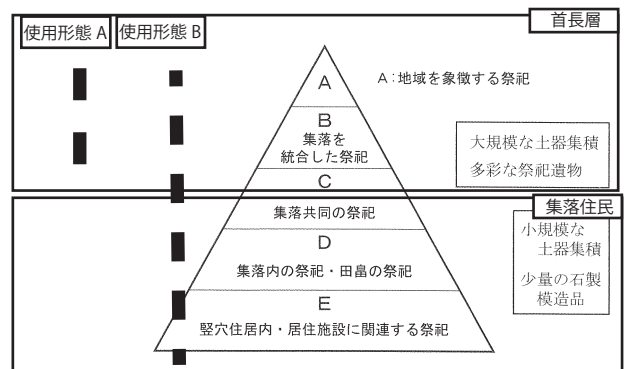 首長層
使用形態 A
使用形態 B
A
A:地域を象徴する祭祀
B
集落を
統合した祭祀
大規模な土器集積
多彩な祭祀遺物
C
集落住民
集落共同の祭祀
小規模な
土器集積
D
集落内の祭祀・田畠の祭祀
少量の石製
模造品
E
竪穴住居内・居住施設に関連する祭祀